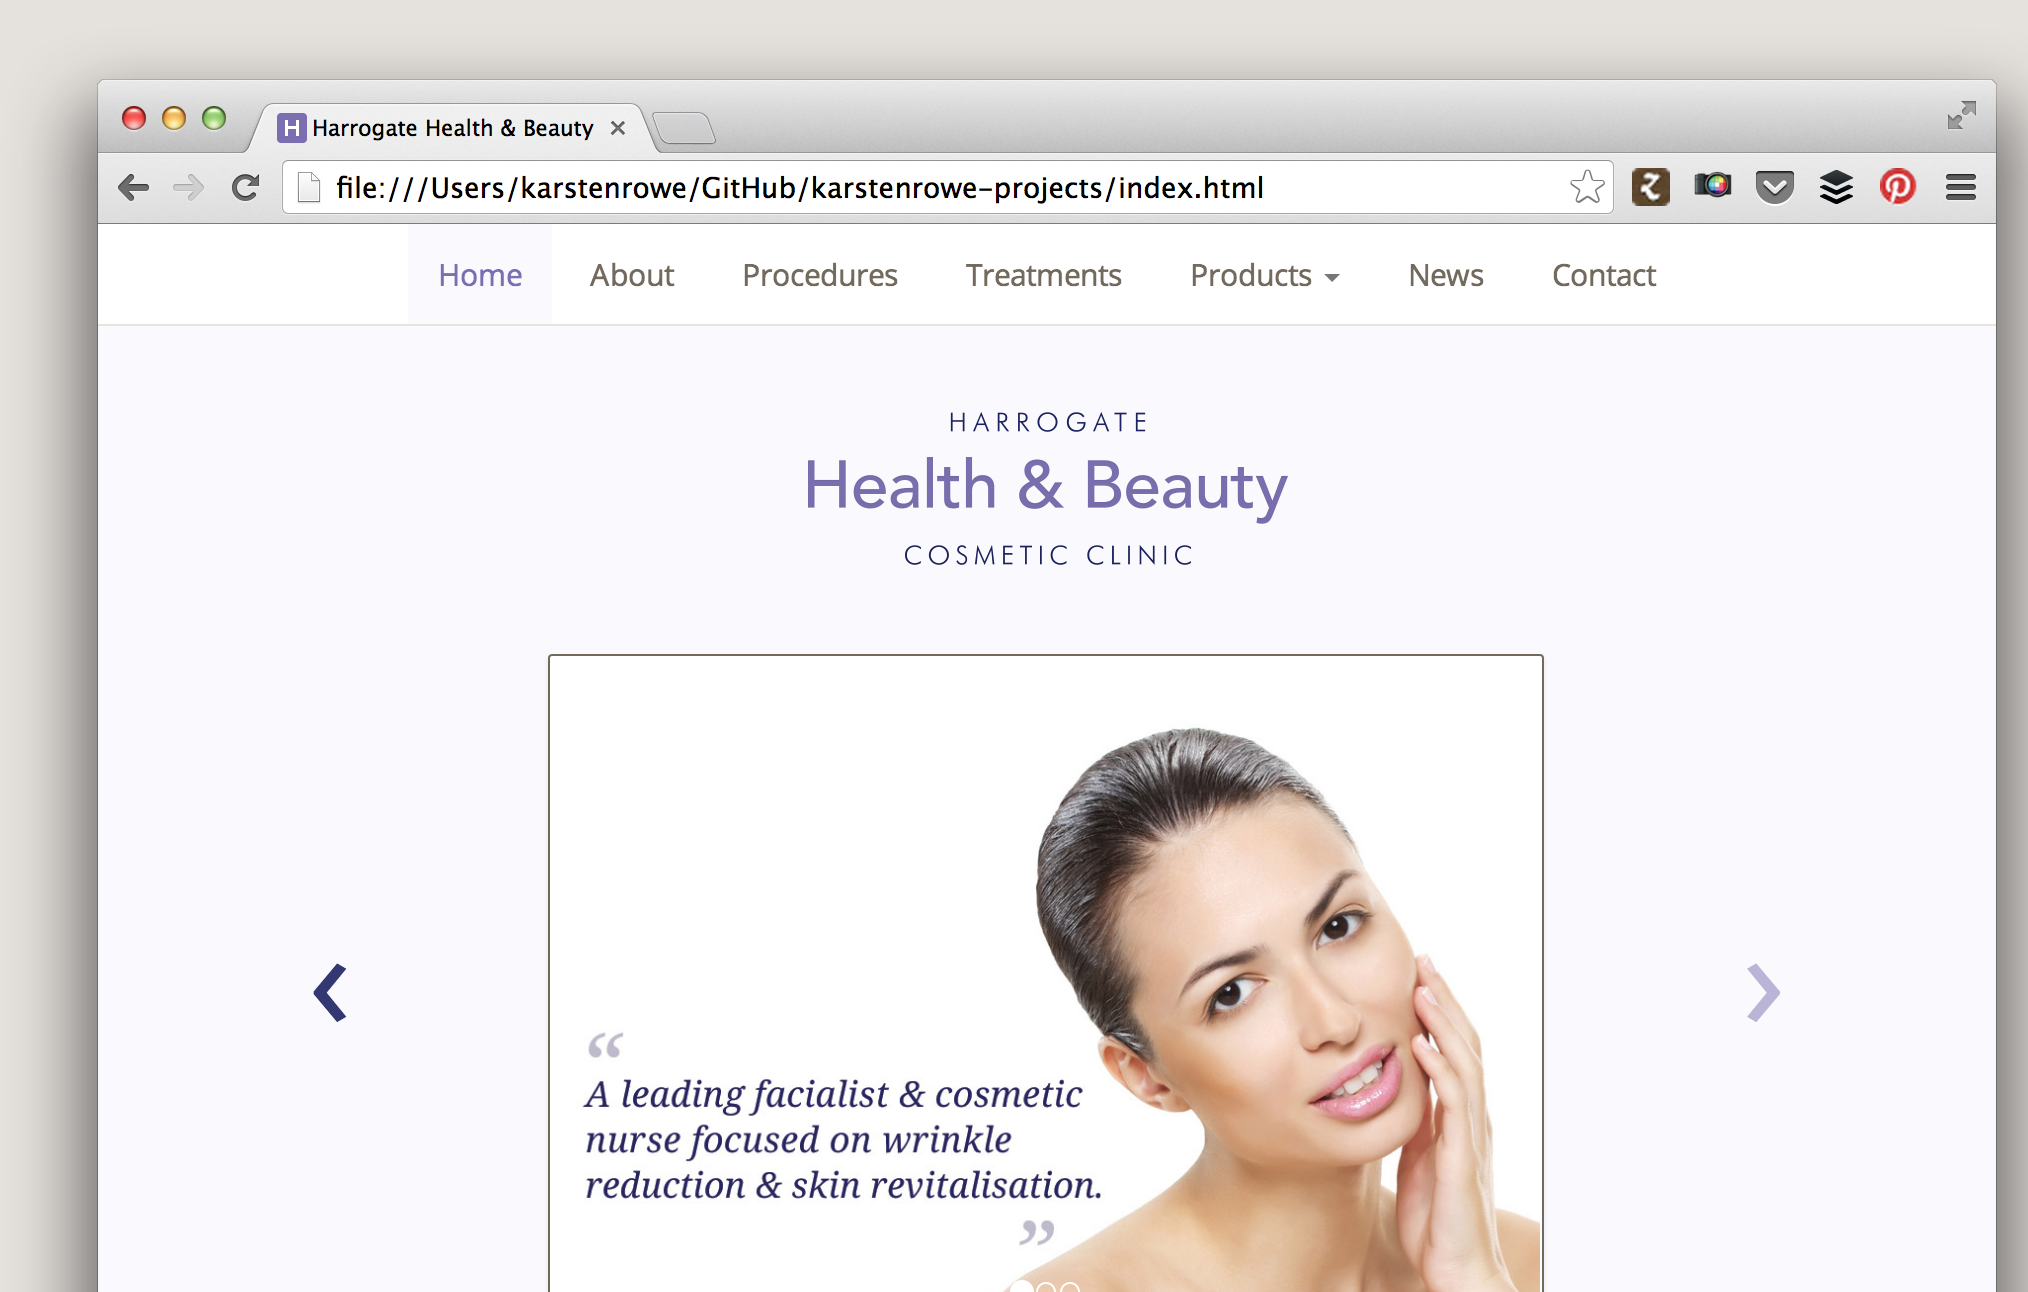 H Harrogate Health & Beauty
file:///Users/karstenrowe/GitHub/karstenrowe-projects/index.html
Home About Procedures Treatments Products News Contact
HARROGATE
Health & Beauty
COSMETIC CLINIC
“
A leading facialist & cosmetic
nurse focused on wrinkle
reduction & skin revitalisation.
”